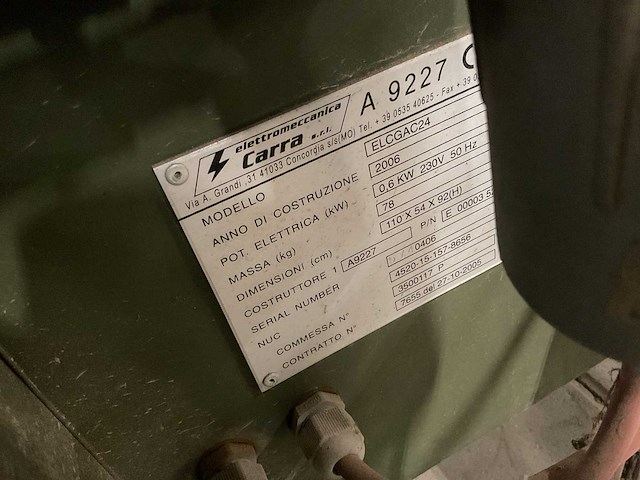 elettromeccanica
Carra s.r.l.
A 9227
Via A. Grandi ,31 41033 Concordia s/s(MO) Tel. + 39 0535 40625 - Fax + 39 0
MODELLO ELCGAC24
ANNO DI COSTRUZIONE 2006
POT. ELETTRICA (kW) 0,6 KW 230V 50 Hz
MASSA (kg) 78
DIMENSIONI (cm) 110 X 54 X 92(H)
COSTRUTTORE 1 A9227 P/N E 00003 5
SERIAL NUMBER 0406
NUC 4520-15-157-8656
COMMESSA N° 3500117 P
CONTRATTO N° 7655 del 27-10-2005